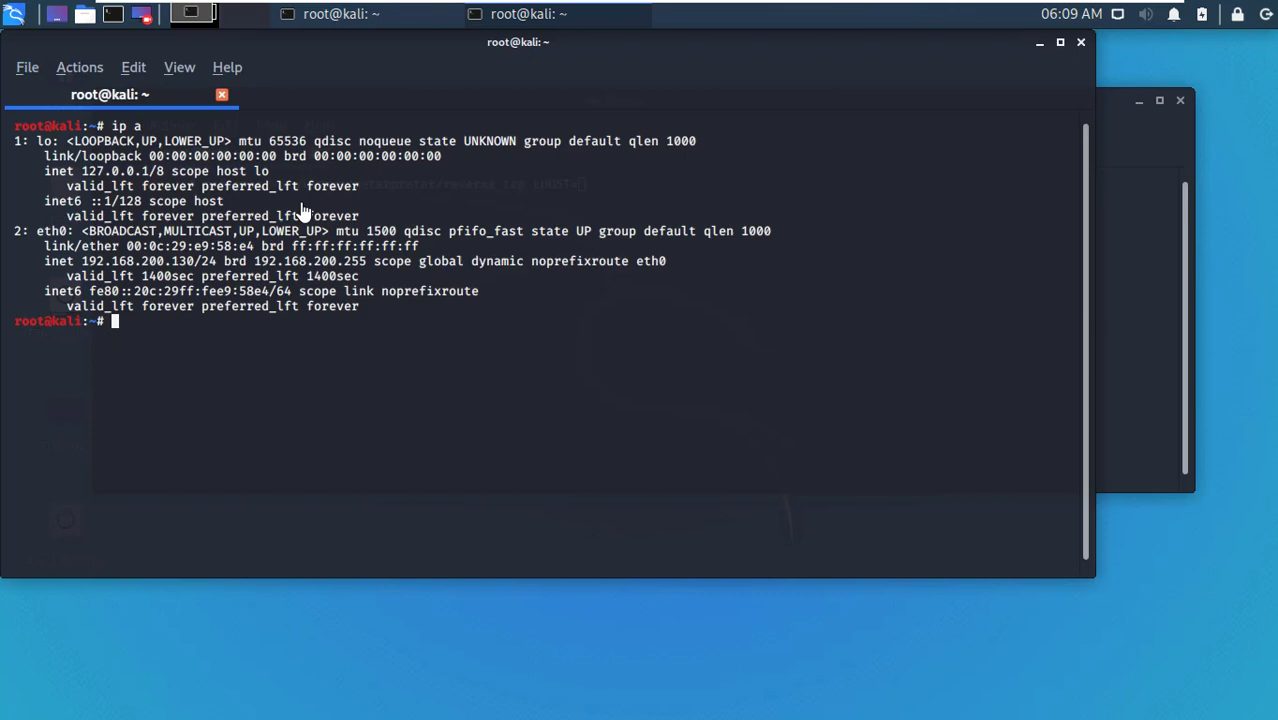 root@kali: ~
root@kali: ~
06:09 AM
root@kali: ~
File
Actions
Edit
View
Help
root@kali: ~
root@kali:~# ip a
1: lo: <LOOPBACK,UP,LOWER_UP> mtu 65536 qdisc noqueue state UNKNOWN group default qlen 1000
link/loopback 00:00:00:00:00:00 brd 00:00:00:00:00:00
inet 127.0.0.1/8 scope host lo
valid_lft forever preferred_lft forever
inet6 ::1/128 scope host
valid_lft forever preferred_lft forever
2: eth0: <BROADCAST,MULTICAST,UP,LOWER_UP> mtu 1500 qdisc pfifo_fast state UP group default qlen 1000
link/ether 00:0c:29:e9:58:e4 brd ff:ff:ff:ff:ff:ff
inet 192.168.200.130/24 brd 192.168.200.255 scope global dynamic noprefixroute eth0
valid_lft 1400sec preferred_lft 1400sec
inet6 fe80::20c:29ff:fee9:58e4/64 scope link noprefixroute
valid_lft forever preferred_lft forever
root@kali:~#